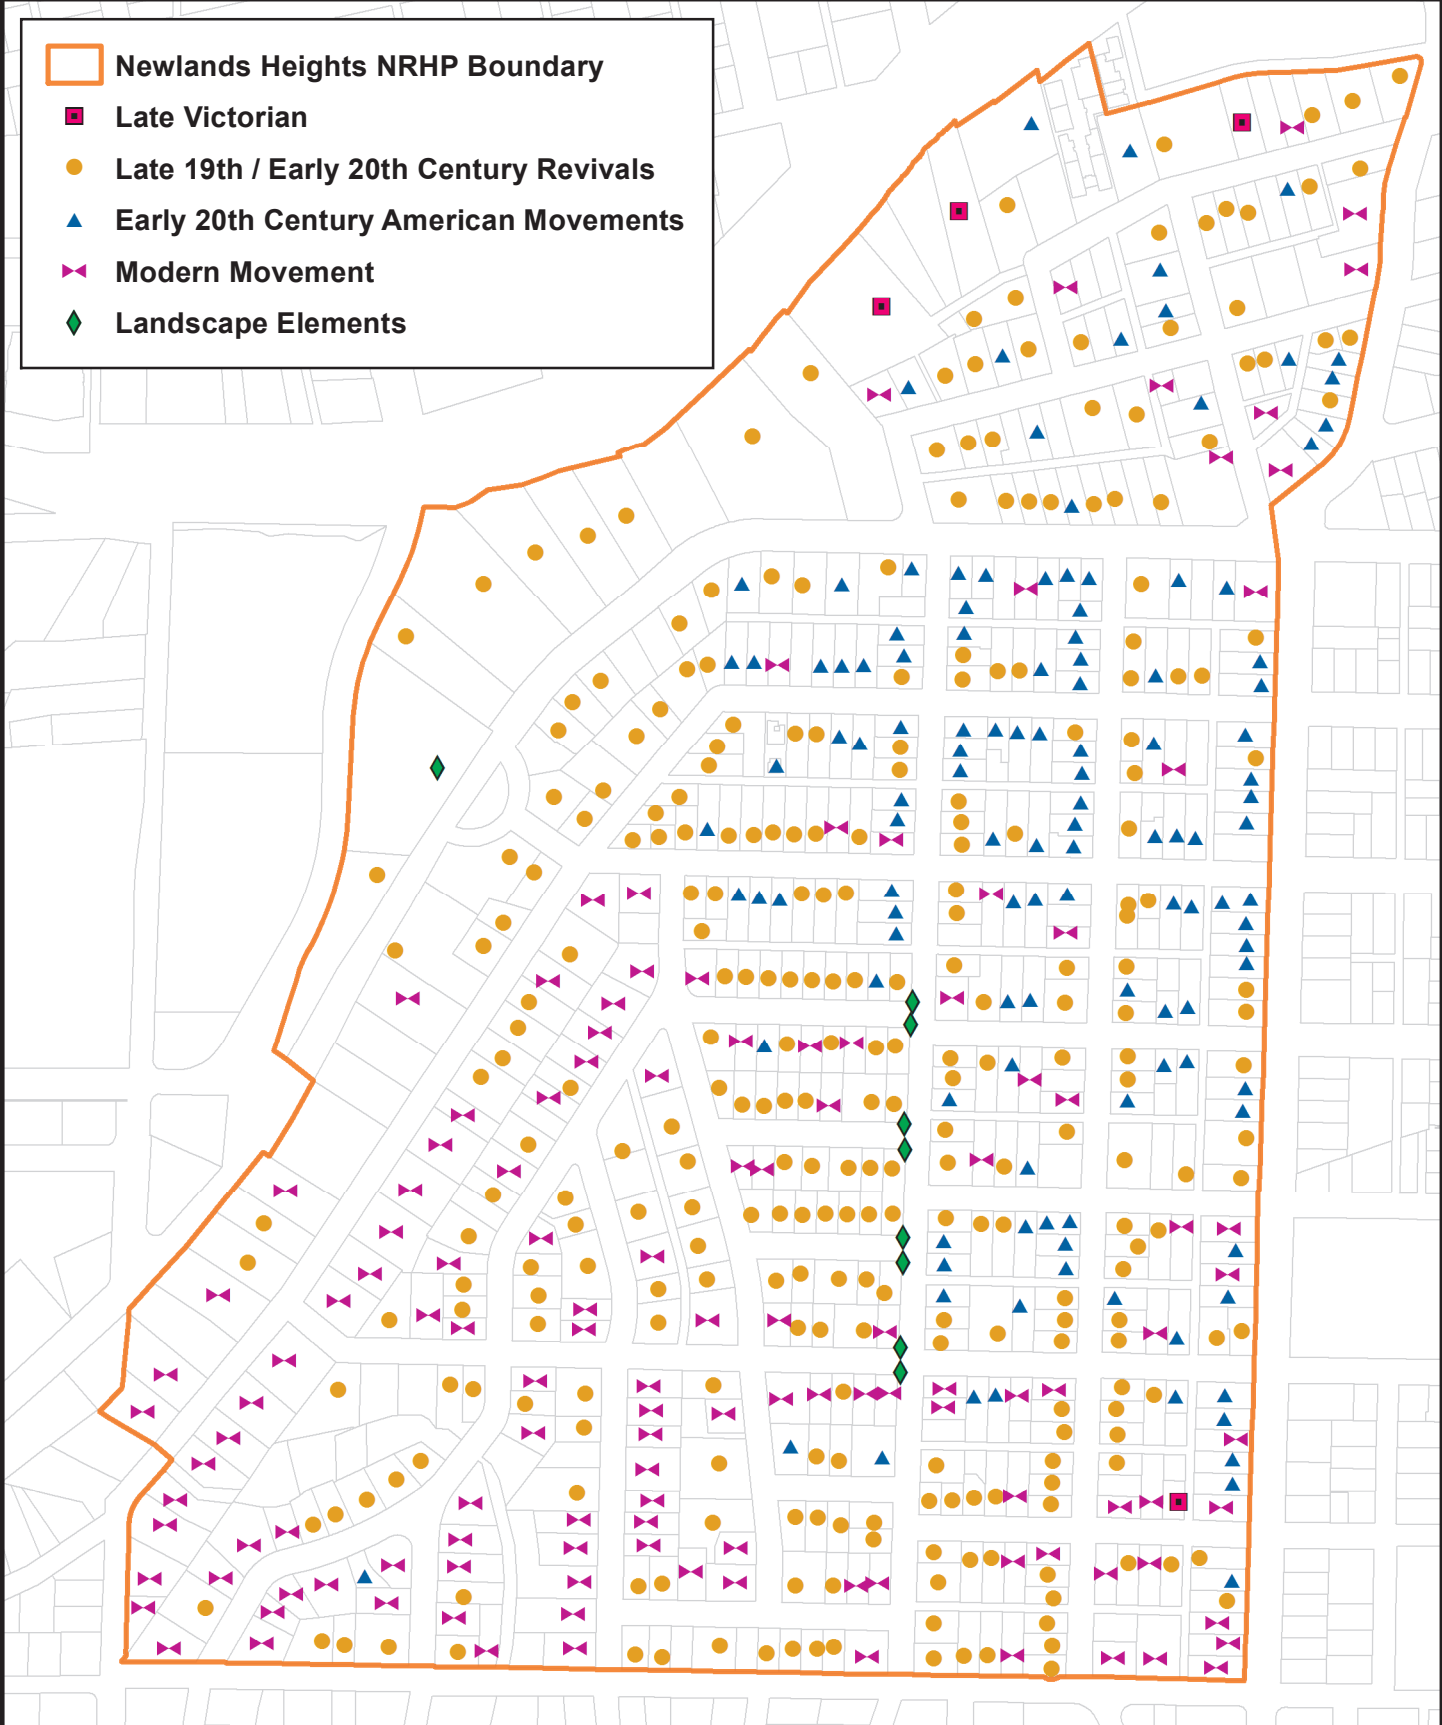 Newlands Heights NRHP Boundary
Late Victorian
Late 19th / Early 20th Century Revivals
Early 20th Century American Movements
Modern Movement
Landscape Elements